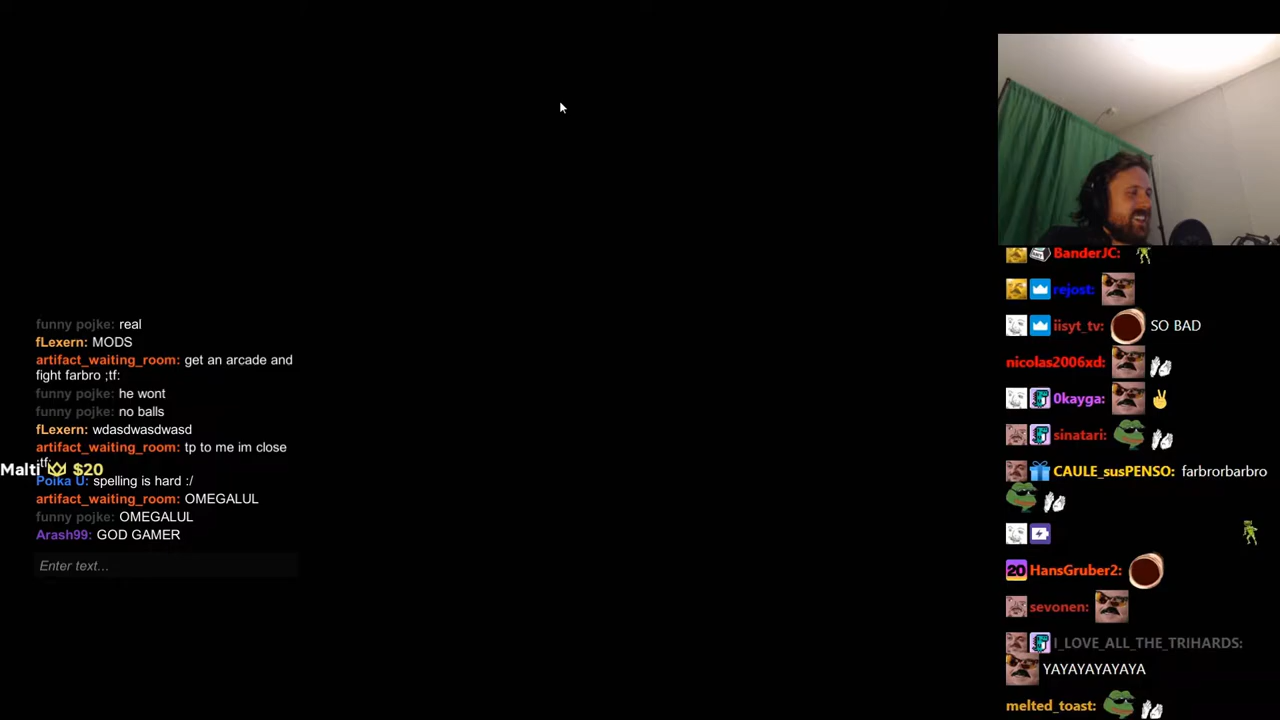 funny pojke: real
fLexern: MODS
artifact_waiting_room: get an arcade and
fight farbro ;tf:
funny pojke: he wont
funny pojke: no balls
fLexern: wdasdwasdwasd
artifact_waiting_room: tp to me im close
;tf:
Malti $20
Poika U: spelling is hard :/
artifact_waiting_room: OMEGALUL
funny pojke: OMEGALUL
Arash99: GOD GAMER
Enter text...
BanderJC:
rejost:
iisyt_tv: SO BAD
nicolas2006xd:
0kayga:
sinatari:
CAULE_susPENSO: farbrorbarbro
20 HansGruber2:
sevonen:
I_LOVE_ALL_THE_TRIHARDS:
YAYAYAYAYAYA
melted_toast: